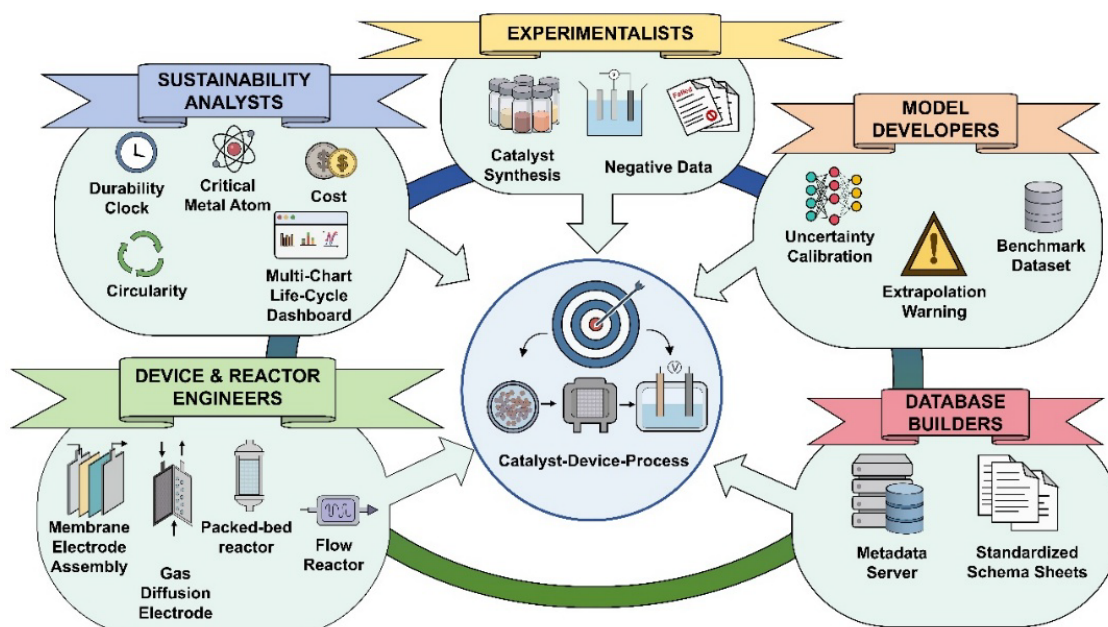 EXPERIMENTALISTS
Failed
Catalyst
Synthesis
Negative Data
SUSTAINABILITY
ANALYSTS
Durability
Clock
Critical
Metal Atom
$
$
Cost
Circularity
Multi-Chart
Life-Cycle
Dashboard
MODEL
DEVELOPERS
Uncertainty
Calibration
!
Extrapolation
Warning
Benchmark
Dataset
V
Catalyst-Device-Process
DEVICE & REACTOR
ENGINEERS
Membrane
Electrode
Assembly
Gas
Diffusion
Electrode
Packed-bed
reactor
Flow
Reactor
DATABASE
BUILDERS
Metadata
Server
Standardized
Schema Sheets